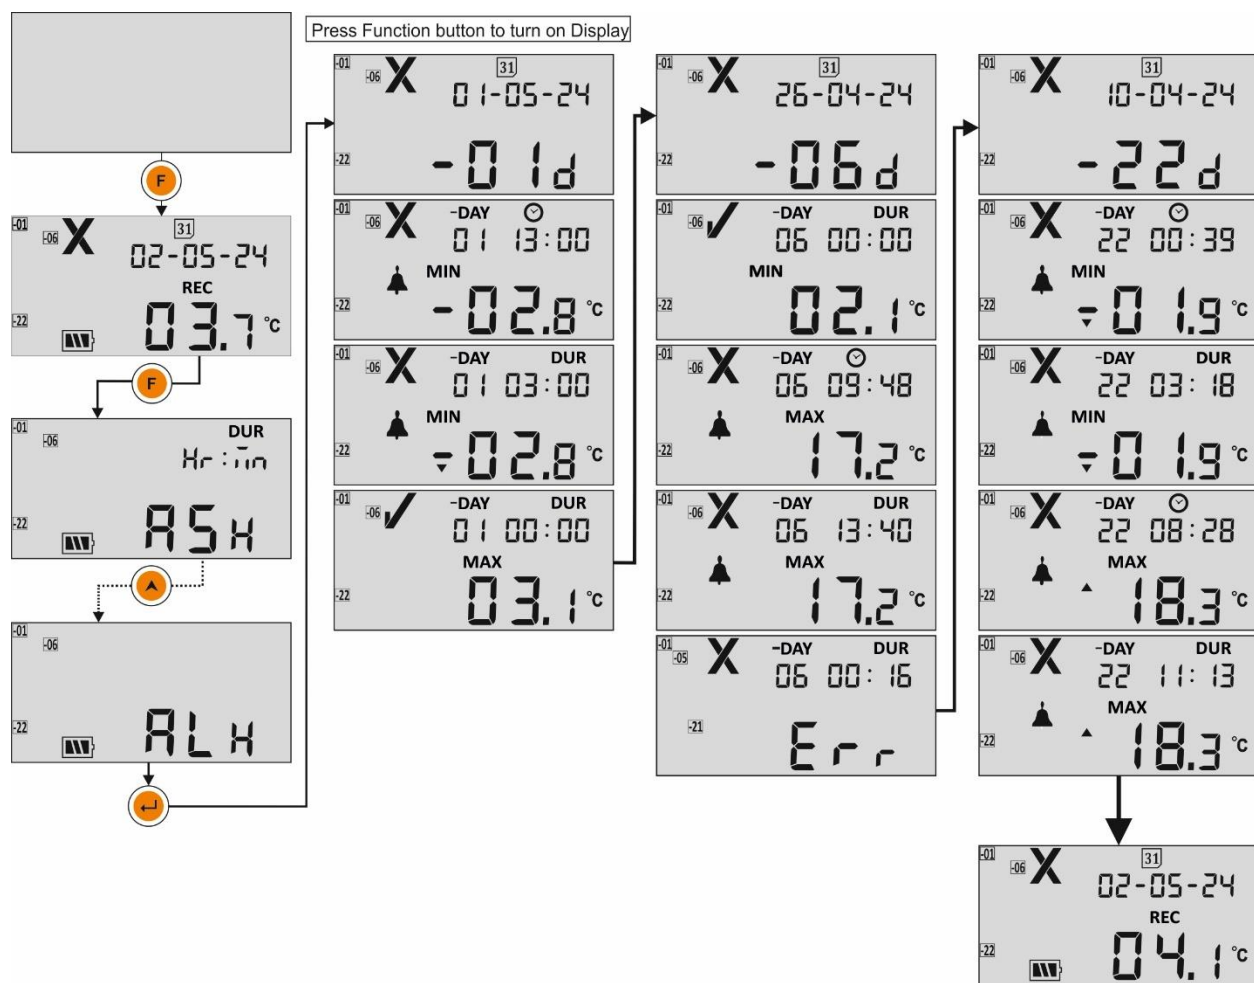 Press Function button to turn on Display
F
-01
-06 X
31
02-05-24
REC
-22
03.7 °C
F
-01
-06
DUR
Hr : Min
-22
ASH
-01
-06
-22
ALH
-01
-06 X
31
01-05-24
-22
-01d
-01
-06 X
-DAY
01 13:00
MIN
-22
-02.8 °C
-01
-06 X
-DAY DUR
01 03:00
MIN
-22
-02.8 °C
-01
-06
-DAY DUR
01 00:00
MAX
-22
03.1 °C
-01
-06 X
31
26-04-24
-22
-06d
-01
-06
-DAY DUR
06 00:00
MIN
-22
02.1 °C
-01
-06 X
-DAY
06 09:48
MAX
-22
17.2 °C
-01
-06 X
-DAY DUR
06 13:40
MAX
-22
17.2 °C
-01
-05 X
-DAY DUR
06 00:16
-21
Err
-01
-06 X
31
10-04-24
-22
-22d
-01
-06 X
-DAY
22 00:39
MIN
-22
-01.9 °C
-01
-06 X
-DAY DUR
22 03:18
MIN
-22
-01.9 °C
-01
-06 X
-DAY
22 08:28
MAX
-22
18.3 °C
-01
-06 X
-DAY DUR
22 11:13
MAX
-22
18.3 °C
-01
-06 X
31
02-05-24
REC
-22
04.1 °C